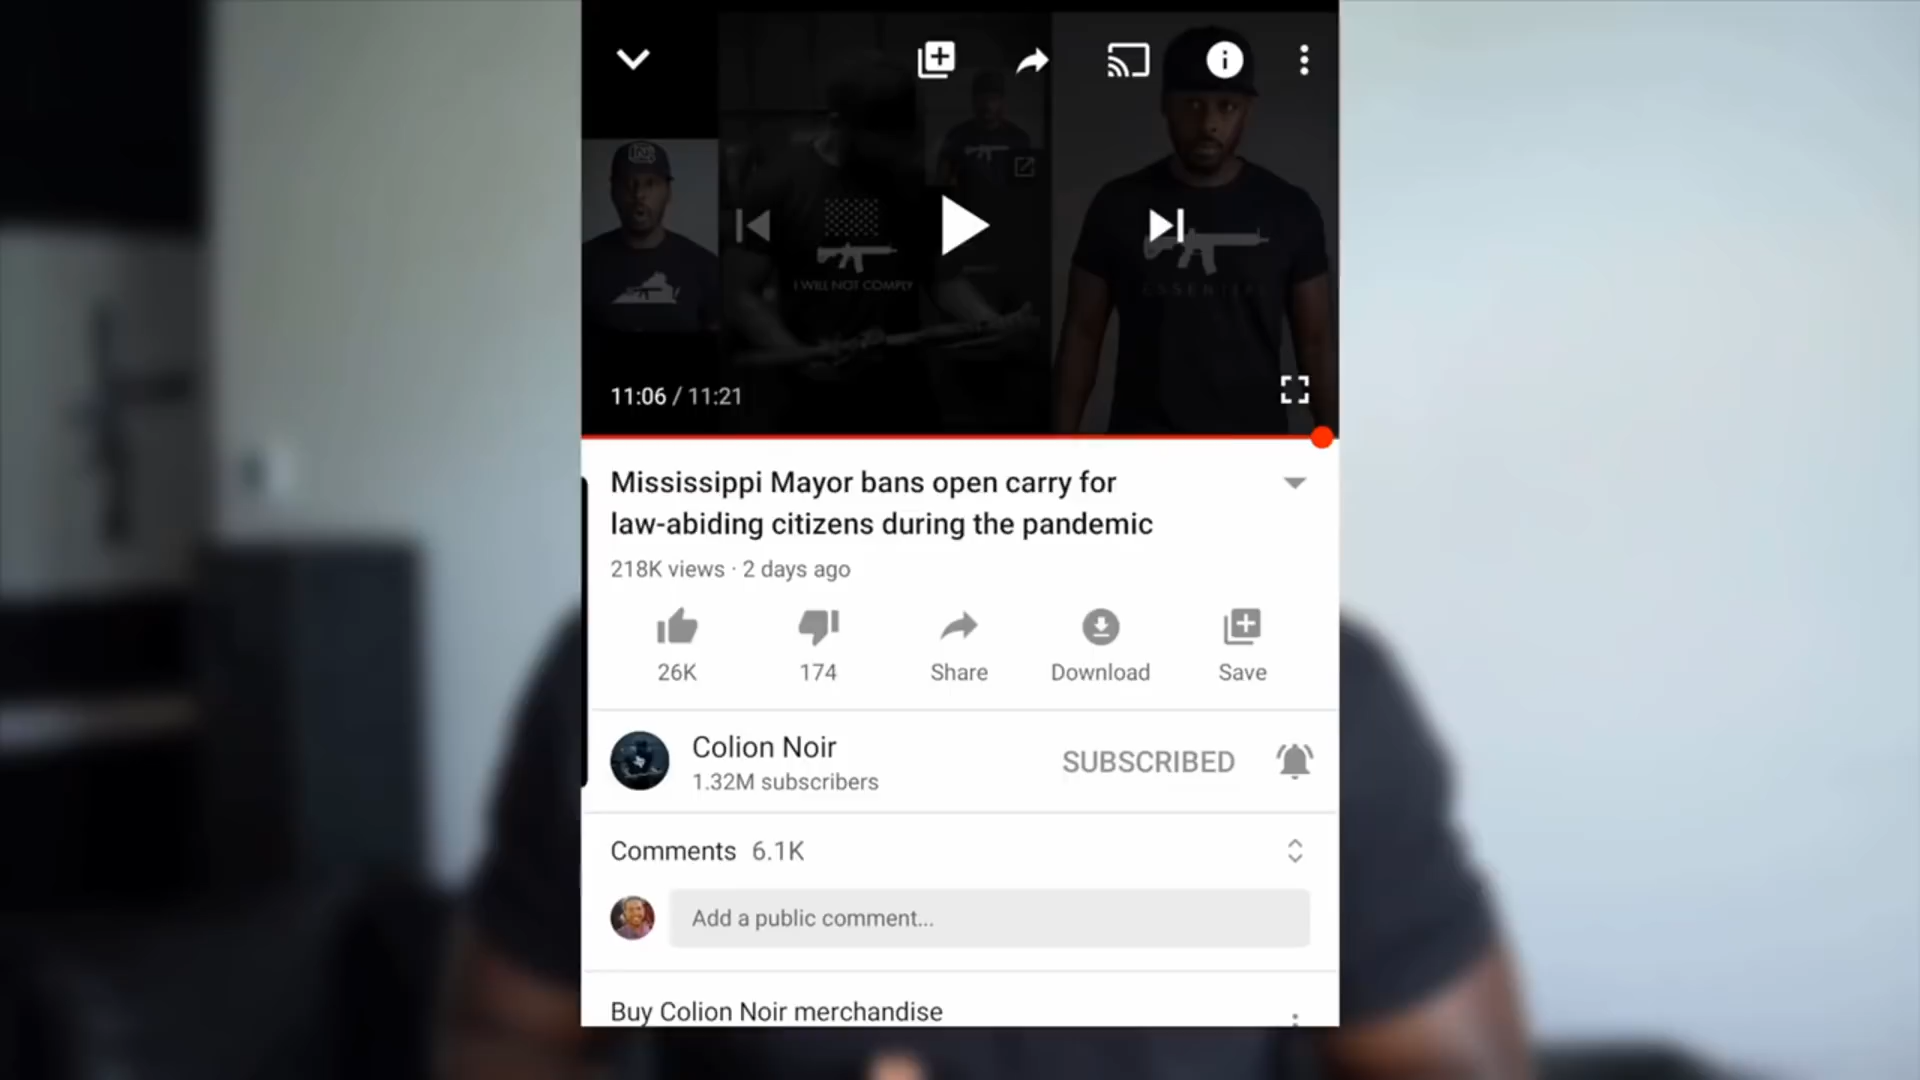 I WILL NOT COMPLY
ESSENTIAL
11:06 / 11:21
Mississippi Mayor bans open carry for
law-abiding citizens during the pandemic
218K views · 2 days ago
26K
174
Share
Download
Save
Colion Noir
1.32M subscribers
SUBSCRIBED
Comments 6.1K
Add a public comment...
Buy Colion Noir merchandise